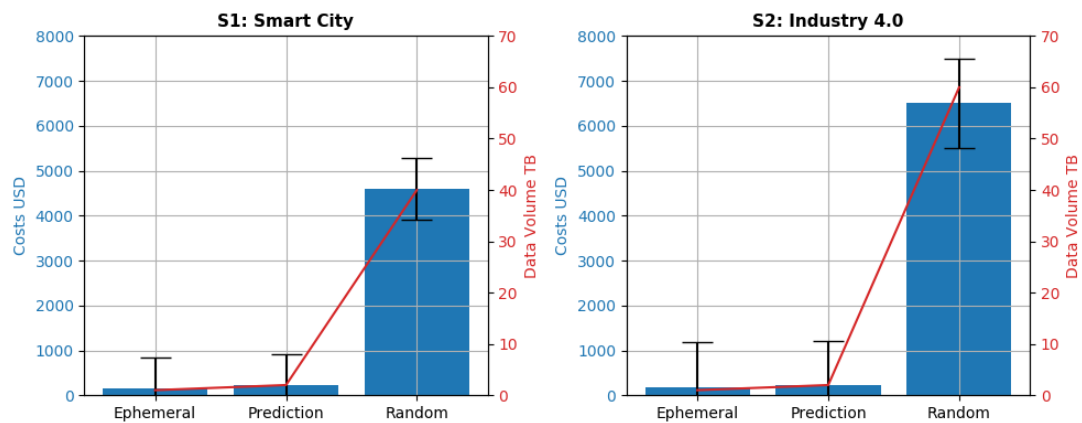 S1: Smart City
8000
7000
6000
5000
4000
3000
2000
1000
0
Costs USD
70
60
50
40
30
20
10
0
Data Volume TB
Ephemeral
Prediction
Random
S2: Industry 4.0
8000
7000
6000
5000
4000
3000
2000
1000
0
Costs USD
70
60
50
40
30
20
10
0
Data Volume TB
Ephemeral
Prediction
Random